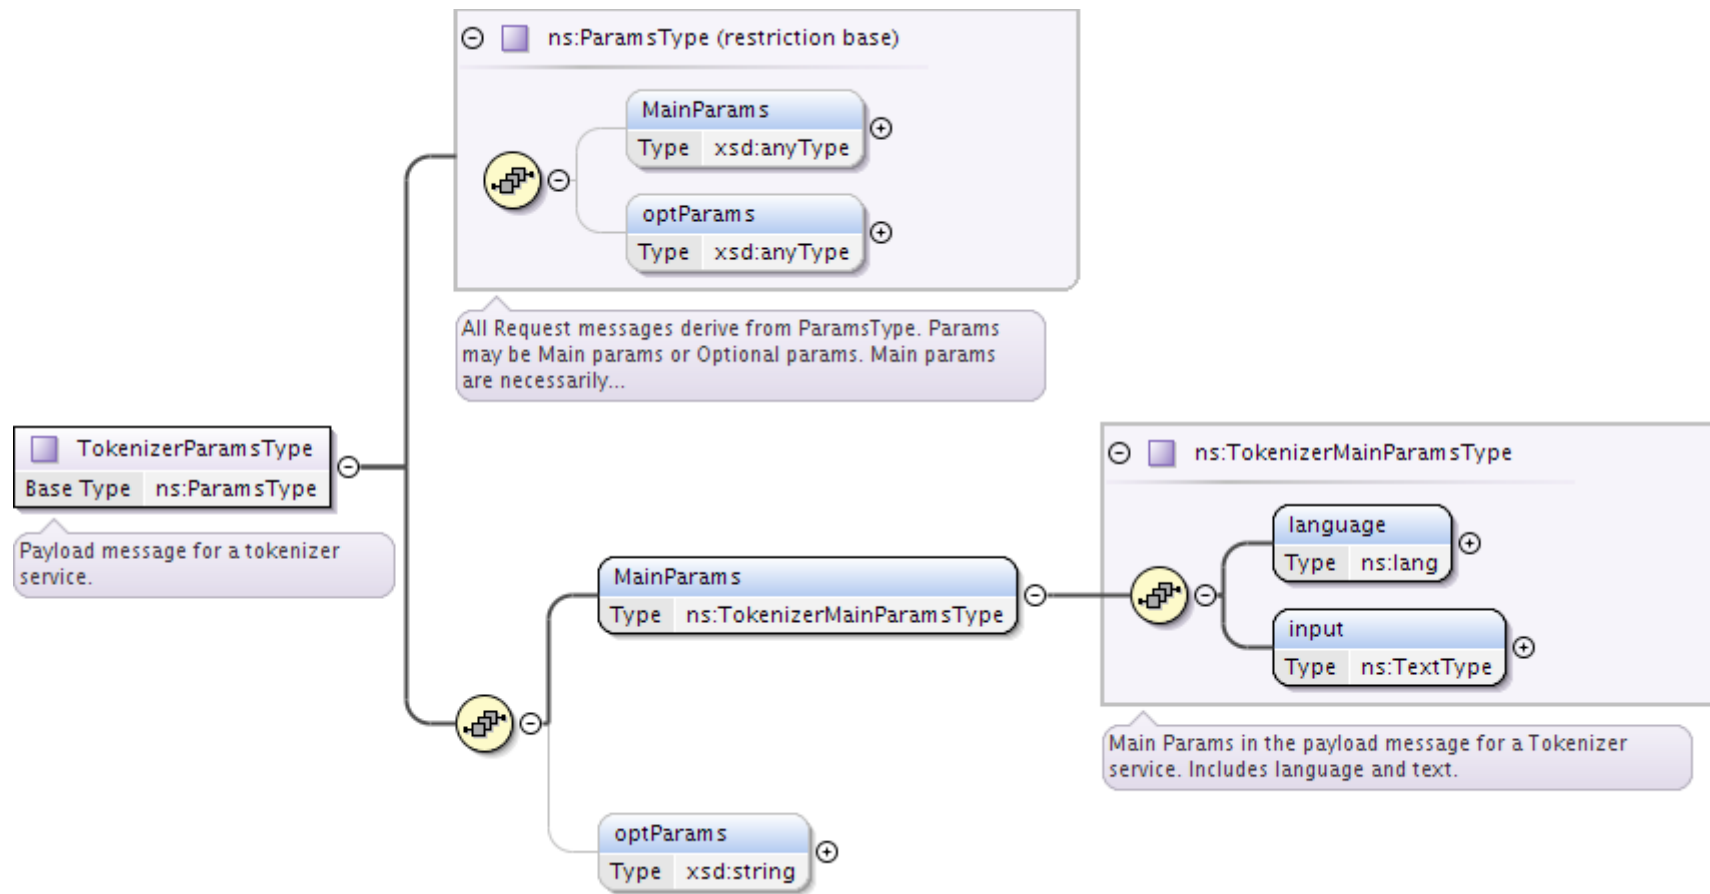 ns:ParamsType (restriction base)
MainParams
Type xsd:anyType
optParams
Type xsd:anyType
All Request messages derive from ParamsType. Params
may be Main params or Optional params. Main params
are necessarily...
TokenizerParamsType
Base Type ns:ParamsType
Payload message for a tokenizer
service.
MainParams
Type ns:TokenizerMainParamsType
ns:TokenizerMainParamsType
language
Type ns:lang
input
Type ns:TextType
Main Params in the payload message for a Tokenizer
service. Includes language and text.
optParams
Type xsd:string